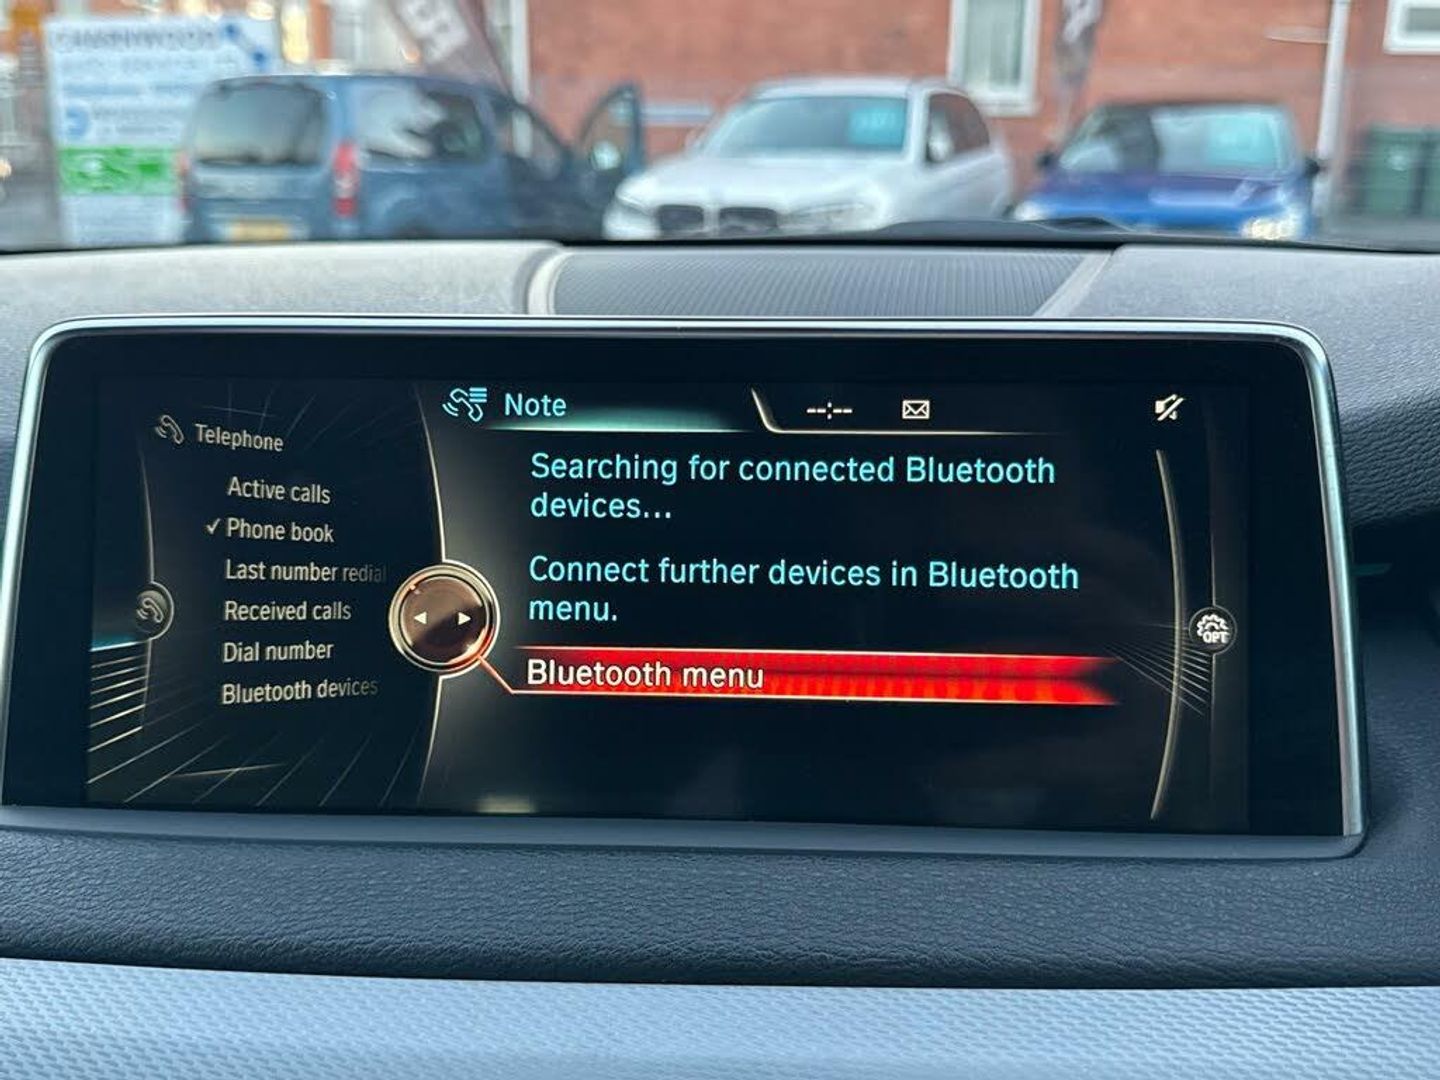 Telephone
Active calls
✓ Phone book
Last number redial
Received calls
Dial number
Bluetooth devices
Note
--:--
Searching for connected Bluetooth
devices...
Connect further devices in Bluetooth
menu.
Bluetooth menu
OPT